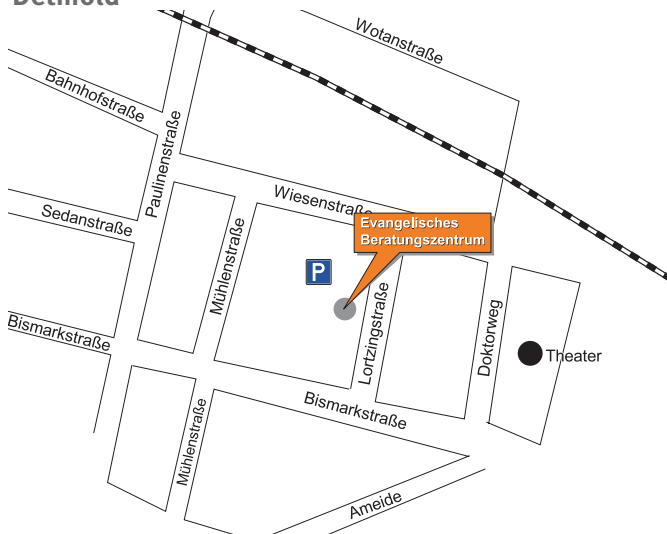 Detmold
Wotanstraße
Bahnhofstraße
Paulinenstraße
Wiesenstraße
Sedanstraße
Mühlenstraße
Evangelisches
Beratungszentrum
P
Lortzingstraße
Doktorweg
Bismarkstraße
Theater
Bismarkstraße
Mühlenstraße
Ameide